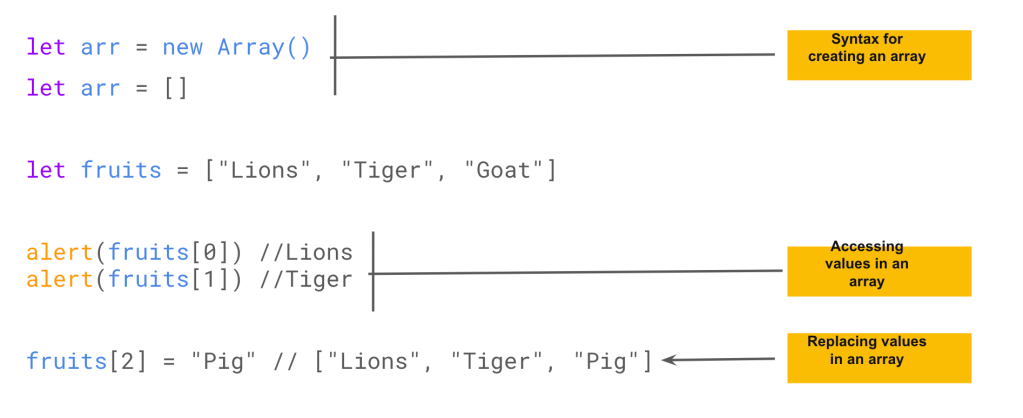 let arr = new Array()
let arr = []
Syntax for
creating an array
let fruits = ["Lions", "Tiger", "Goat"]
alert(fruits[0]) //Lions
alert(fruits[1]) //Tiger
Accessing
values in an
array
fruits[2] = "Pig" // ["Lions", "Tiger", "Pig"]
Replacing values
in an array